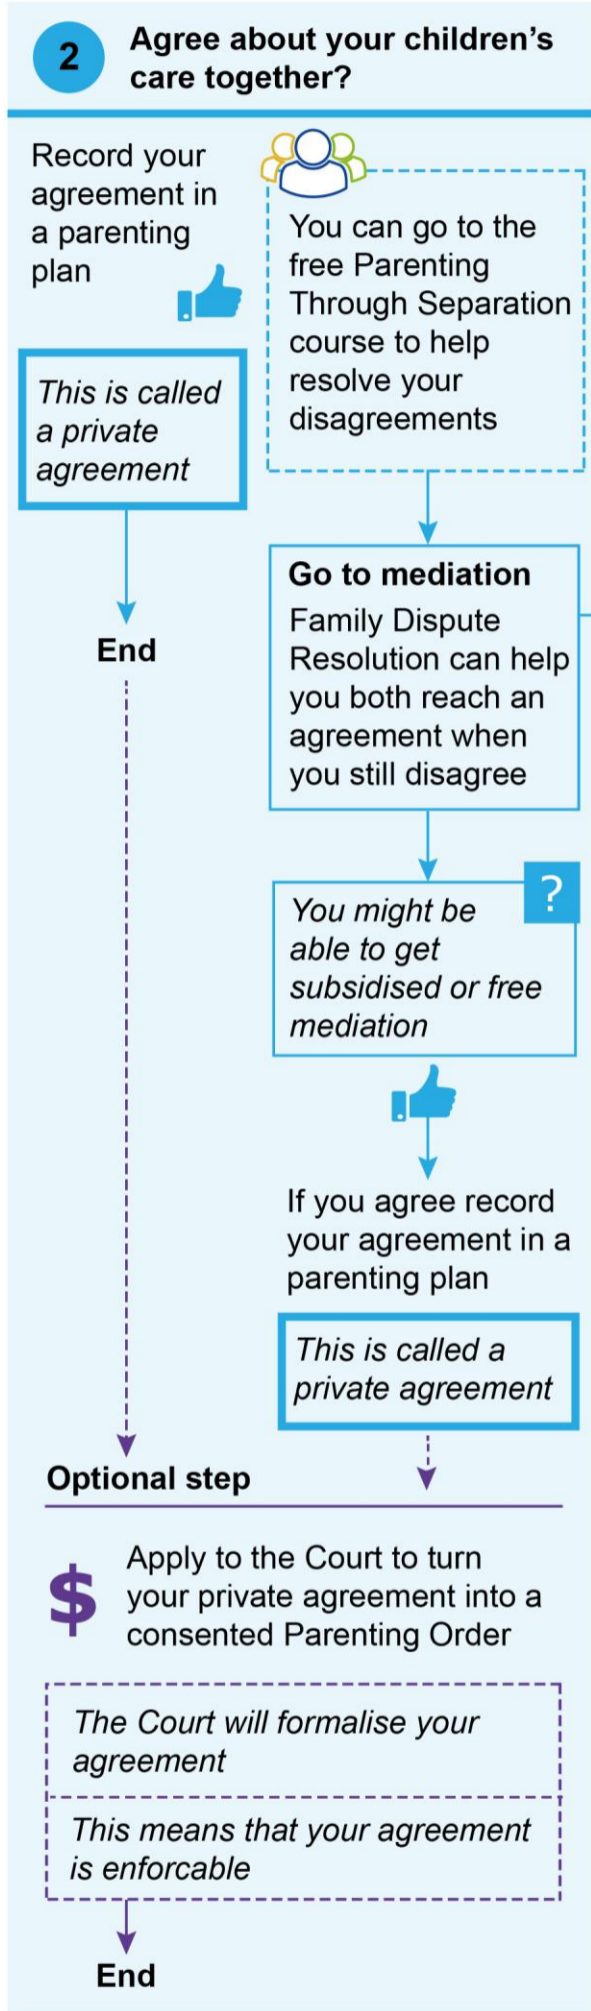 2
Agree about your children’s
care together?
Record your
agreement in
a parenting
plan
This is called
a private
agreement
End
You can go to the
free Parenting
Through Separation
course to help
resolve your
disagreements
Go to mediation
Family Dispute
Resolution can help
you both reach an
agreement when
you still disagree
?
You might be
able to get
subsidised or free
mediation
If you agree record
your agreement in a
parenting plan
This is called a
private agreement
Optional step
$
Apply to the Court to turn
your private agreement into a
consented Parenting Order
The Court will formalise your
agreement
This means that your agreement
is enforcable
End